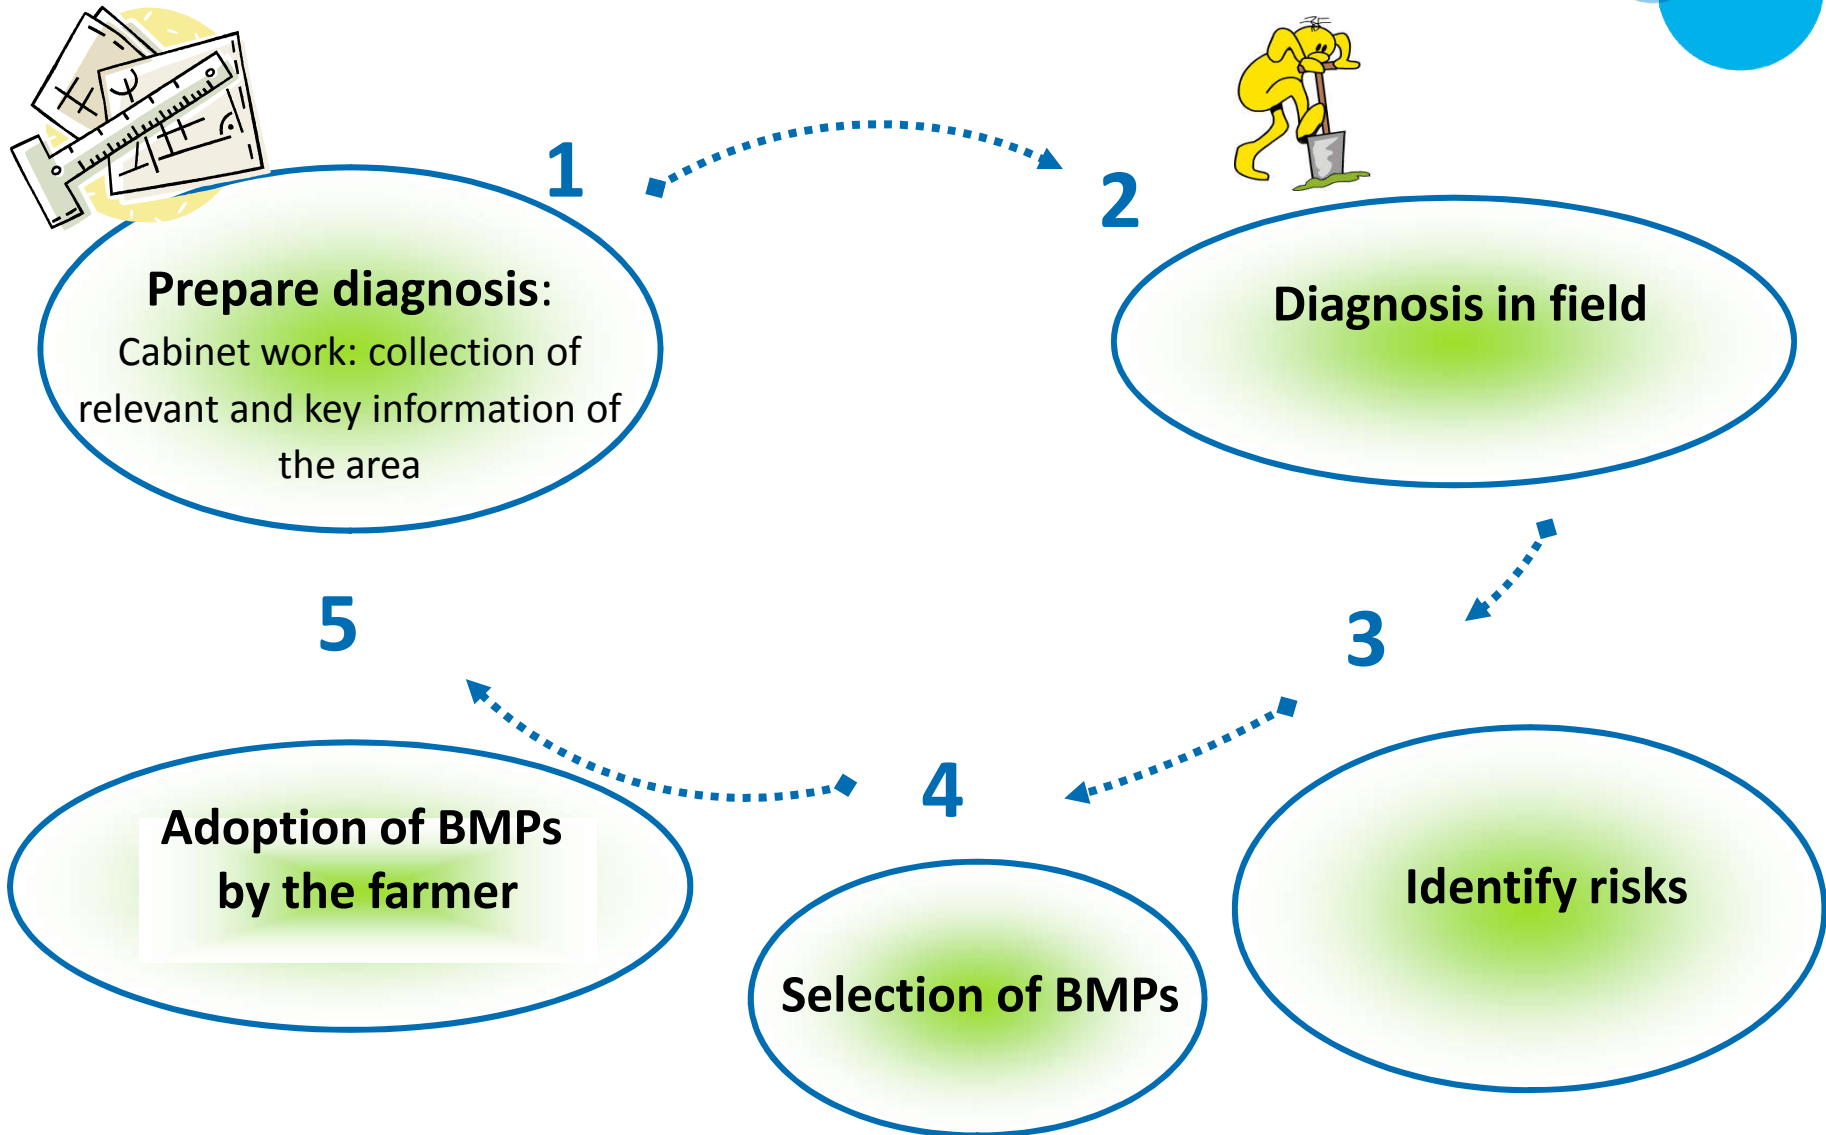 1
Prepare diagnosis:
Cabinet work: collection of
relevant and key information of
the area
2
Diagnosis in field
3
Identify risks
4
Selection of BMPs
5
Adoption of BMPs
by the farmer